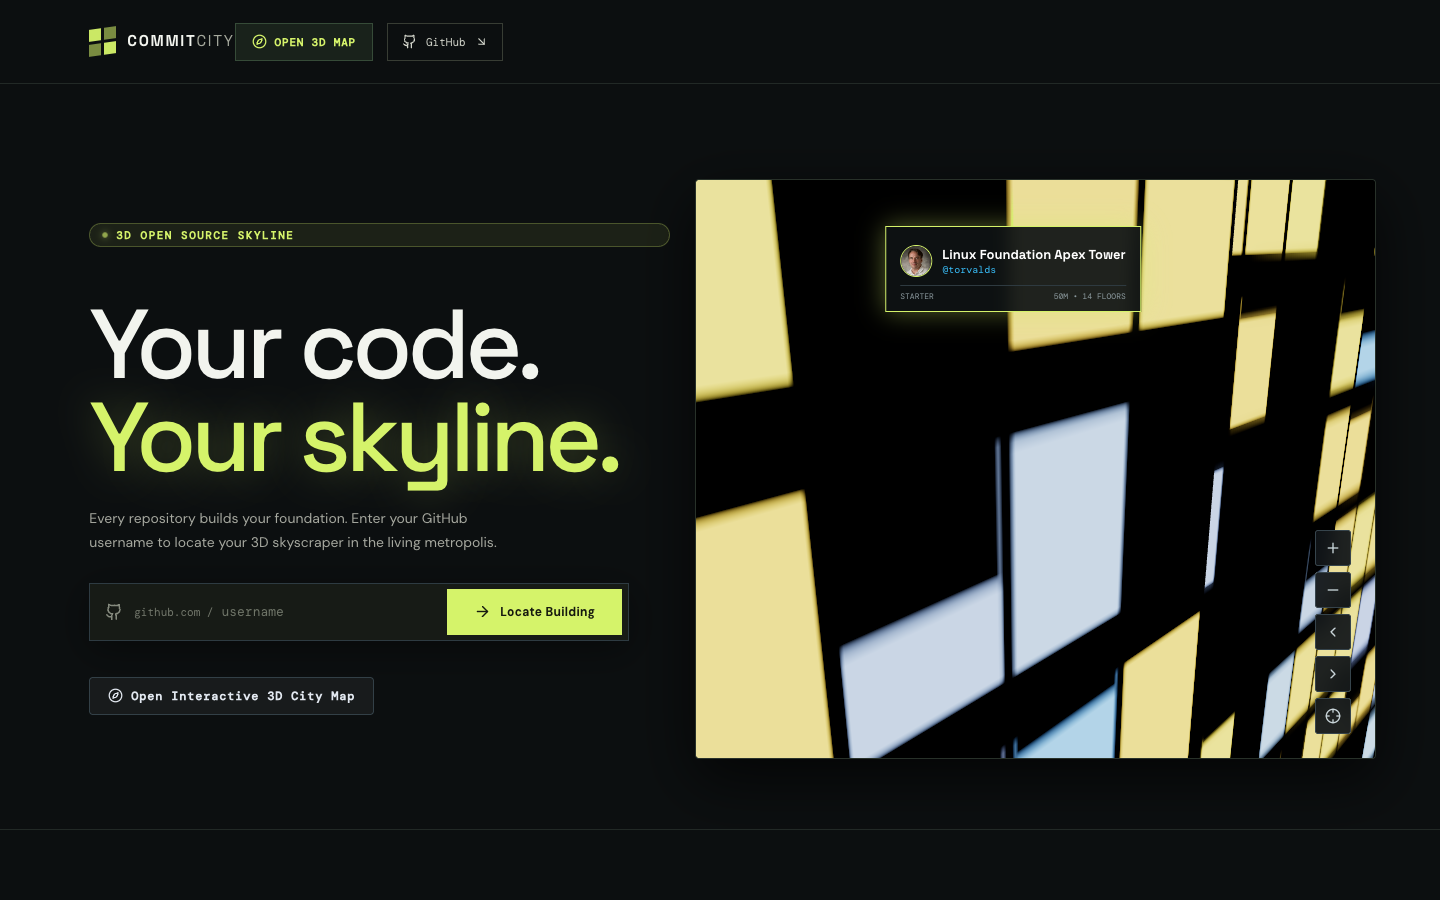 COMMITCITY
OPEN 3D MAP
GitHub
3D OPEN SOURCE SKYLINE
Your code.
Your skyline.
Every repository builds your foundation. Enter your GitHub
username to locate your 3D skyscraper in the living metropolis.
github.com / username
Locate Building
Open Interactive 3D City Map
Linux Foundation Apex Tower
@torvalds
STARTER
50M • 14 FLOORS